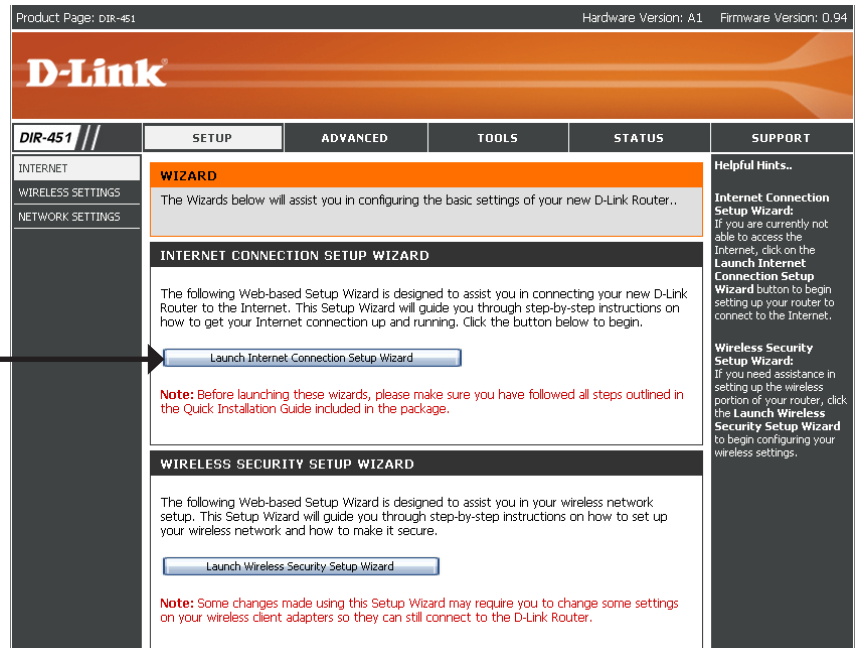 Product Page: DIR-451
Hardware Version: A1 Firmware Version: 0.94
D-Link
DIR-451
SETUP
ADVANCED
TOOLS
STATUS
SUPPORT
INTERNET
WIRELESS SETTINGS
NETWORK SETTINGS
WIZARD
The Wizards below will assist you in configuring the basic settings of your new D-Link Router..
INTERNET CONNECTION SETUP WIZARD
The following Web-based Setup Wizard is designed to assist you in connecting your new D-Link
Router to the Internet. This Setup Wizard will guide you through step-by-step instructions on
how to get your Internet connection up and running. Click the button below to begin.
Launch Internet Connection Setup Wizard
Note: Before launching these wizards, please make sure you have followed all steps outlined in
the Quick Installation Guide included in the package.
WIRELESS SECURITY SETUP WIZARD
The following Web-based Setup Wizard is designed to assist you in your wireless network
setup. This Setup Wizard will guide you through step-by-step instructions on how to set up
your wireless network and how to make it secure.
Launch Wireless Security Setup Wizard
Note: Some changes made using this Setup Wizard may require you to change some settings
on your wireless client adapters so they can still connect to the D-Link Router.
Helpful Hints..
Internet Connection
Setup Wizard:
If you are currently not
able to access the
Internet, click on the
Launch Internet
Connection Setup
Wizard button to begin
setting up your router to
connect to the Internet.
Wireless Security
Setup Wizard:
If you need assistance in
setting up the wireless
portion of your router, click
the Launch Wireless
Security Setup Wizard
to begin configuring your
wireless settings.